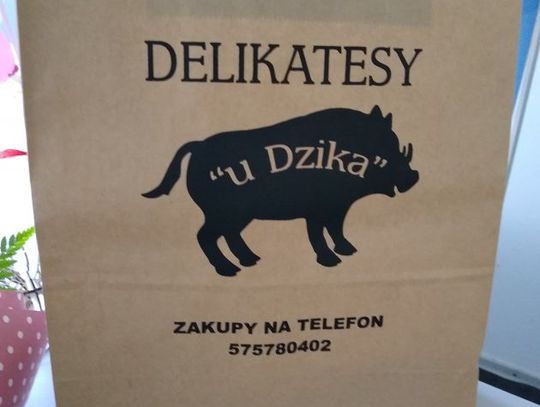 DELIKATESY
"u Dzika"
ZAKUPY NA TELEFON
575780402